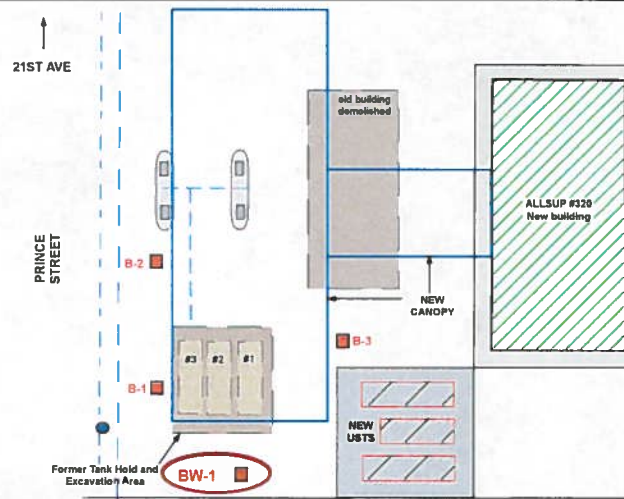 21ST AVE
old building
demolished
ALLSUP #320
New building
PRINCE
STREET
B-2
NEW
CANOPY
B-3
#3
#2
#1
B-1
NEW
USTS
Former Tank Hold and
Excavation Area
BW-1